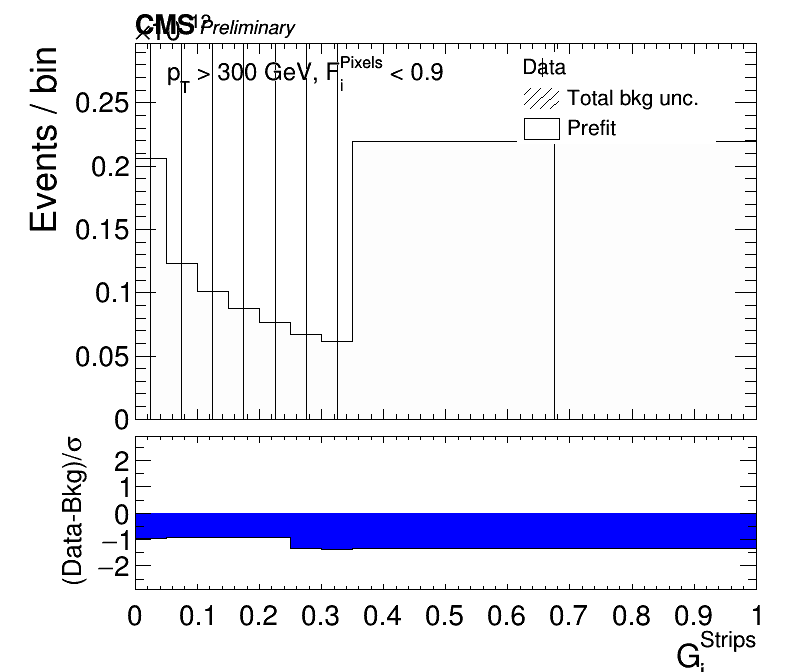 CMS Preliminary
×10¹²
p_T > 300 GeV, F_i^Pixels < 0.9
Data
Total bkg unc.
Prefit
Events / bin
0.25
0.2
0.15
0.1
0.05
0
(Data-Bkg)/σ
2
1
0
−1
−2
0 0.1 0.2 0.3 0.4 0.5 0.6 0.7 0.8 0.9 1
G_i^Strips